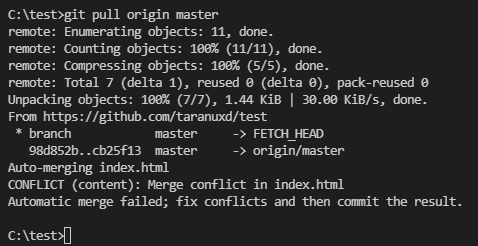 C:\test>git pull origin master
remote: Enumerating objects: 11, done.
remote: Counting objects: 100% (11/11), done.
remote: Compressing objects: 100% (5/5), done.
remote: Total 7 (delta 1), reused 0 (delta 0), pack-reused 0
Unpacking objects: 100% (7/7), 1.44 KiB | 30.00 KiB/s, done.
From https://github.com/taranuxd/test
 * branch            master     -> FETCH_HEAD
   98d852b..cb25f13  master     -> origin/master
Auto-merging index.html
CONFLICT (content): Merge conflict in index.html
Automatic merge failed; fix conflicts and then commit the result.
C:\test>